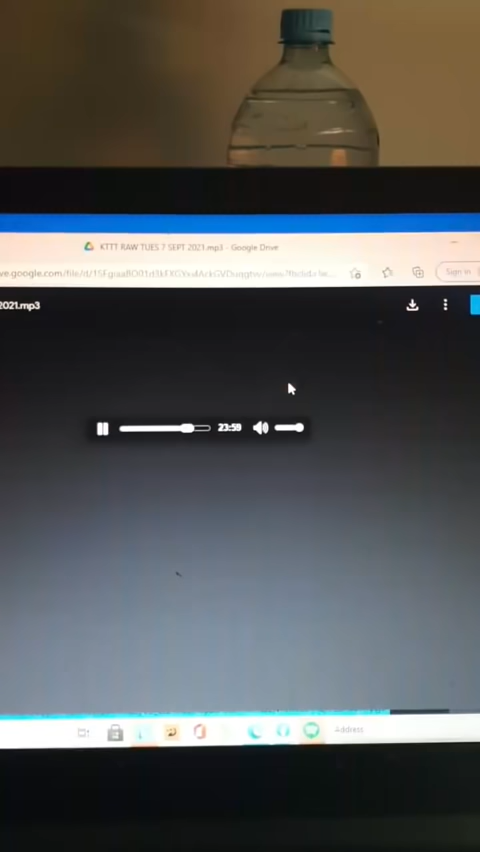 KTTT RAW TUES 7 SEPT 2021.mp3 - Google Drive
Sign in
2021.mp3
23:59
Address